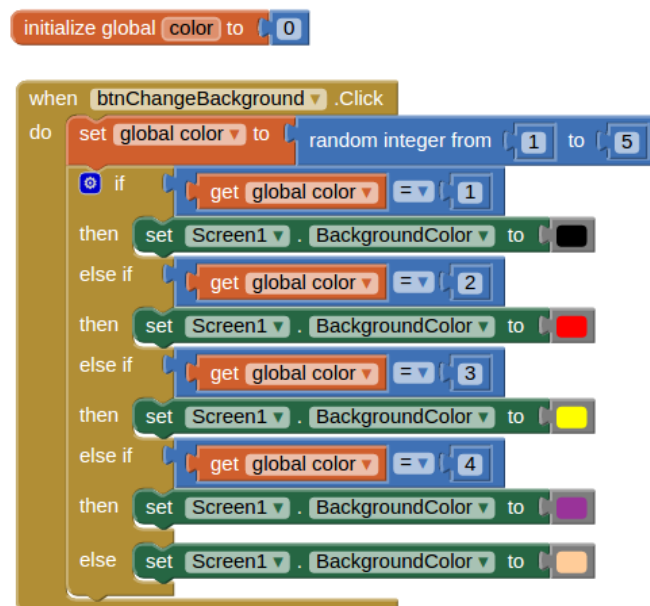 initialize global color to 0
when btnChangeBackground .Click
do set global color to random integer from 1 to 5
if get global color = 1
then set Screen1 . BackgroundColor to
else if get global color = 2
then set Screen1 . BackgroundColor to
else if get global color = 3
then set Screen1 . BackgroundColor to
else if get global color = 4
then set Screen1 . BackgroundColor to
else set Screen1 . BackgroundColor to